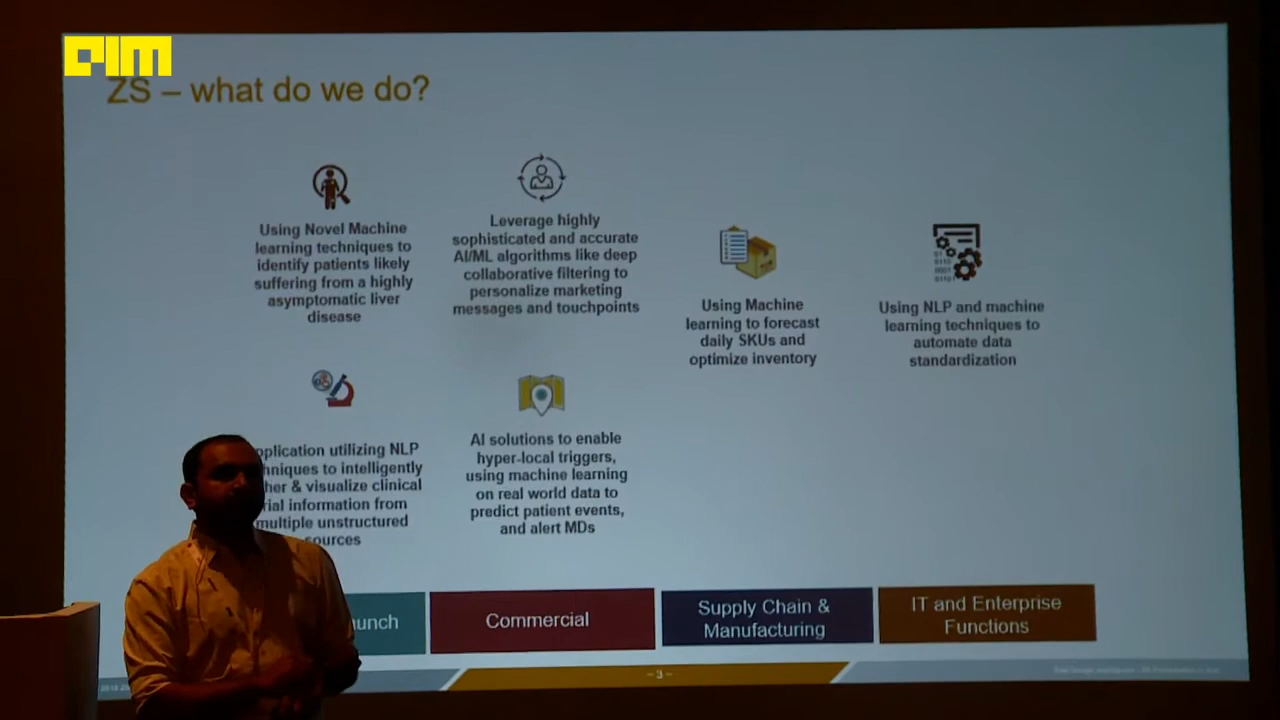 AIM
ZS – what do we do?
Using Novel Machine
learning techniques to
identify patients likely
suffering from a highly
asymptomatic liver
disease
Leverage highly
sophisticated and accurate
AI/ML algorithms like deep
collaborative filtering to
personalize marketing
messages and touchpoints
Using Machine
learning to forecast
daily SKUs and
optimize inventory
Using NLP and machine
learning techniques to
automate data
standardization
utilizing NLP
to intelligently
& visualize clinical
information from
multiple unstructured
sources
AI solutions to enable
hyper-local triggers,
using machine learning
on real world data to
predict patient events,
and alert MDs
Commercial
Supply Chain &
Manufacturing
IT and Enterprise
Functions
– 3 –